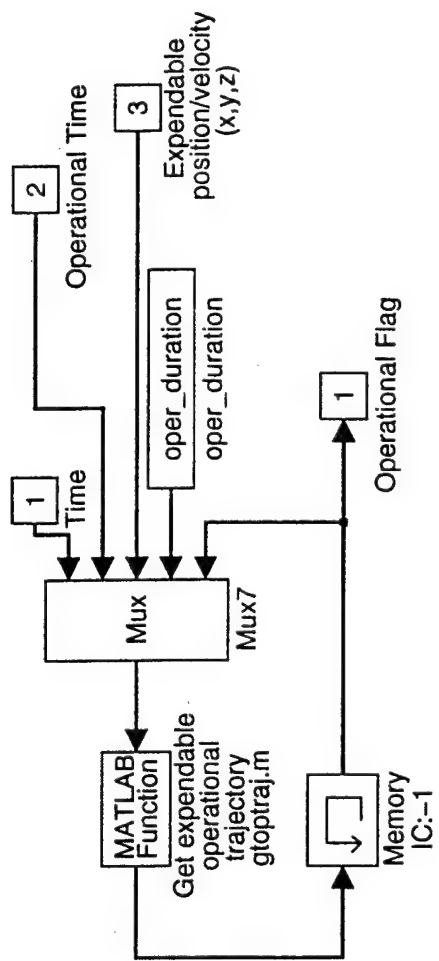 1
Time
2
Operational Time
3
Expendable
position/velocity
(x,y,z)
oper_duration
oper_duration
Mux
Mux7
MATLAB
Function
Get expendable
operational
trajectory
gtoptraj.m
Memory
IC:-1
1
Operational Flag